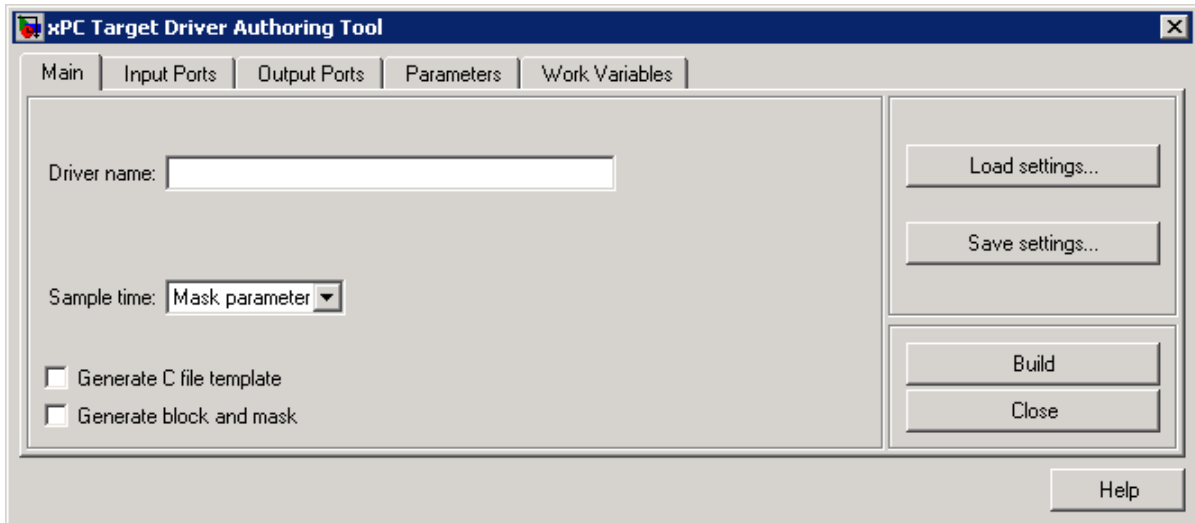 xPC Target Driver Authoring Tool
Main Input Ports Output Ports Parameters Work Variables
Driver name:
Load settings...
Save settings...
Sample time: Mask parameter
Generate C file template
Generate block and mask
Build
Close
Help